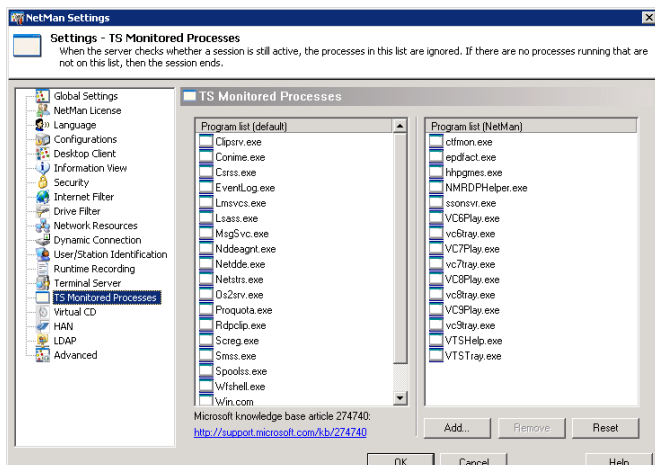 NetMan Settings
Settings - TS Monitored Processes
When the server checks whether a session is still active, the processes in this list are ignored. If there are no processes running that are
not on this list, then the session ends.
Global Settings
NetMan License
Language
Configurations
Desktop Client
Information View
Security
Internet Filter
Drive Filter
Network Resources
Dynamic Connection
User/Station Identification
Runtime Recording
Terminal Server
TS Monitored Processes
Virtual CD
HAN
LDAP
Advanced
TS Monitored Processes
Program list (default)
Clipsrv.exe
Conime.exe
Csrss.exe
EventLog.exe
Lmsvcs.exe
Lsass.exe
MsgSvc.exe
Nddeagnt.exe
Netdde.exe
Netstrs.exe
Os2srv.exe
Proquota.exe
Rdpclip.exe
Screg.exe
Smss.exe
Spoolss.exe
Wfshell.exe
Win.com
Microsoft knowledge base article 274740:
http://support.microsoft.com/kb/274740
Program list (NetMan)
ctfmon.exe
epdfact.exe
hhpgmes.exe
NMRDPHelper.exe
ssonsvr.exe
VC6Play.exe
vc6tray.exe
VC7Play.exe
vc7tray.exe
VC8Play.exe
vc8tray.exe
VC9Play.exe
vc9tray.exe
VTSHelp.exe
VTSTray.exe
Add... Remove Reset
OK Cancel Help